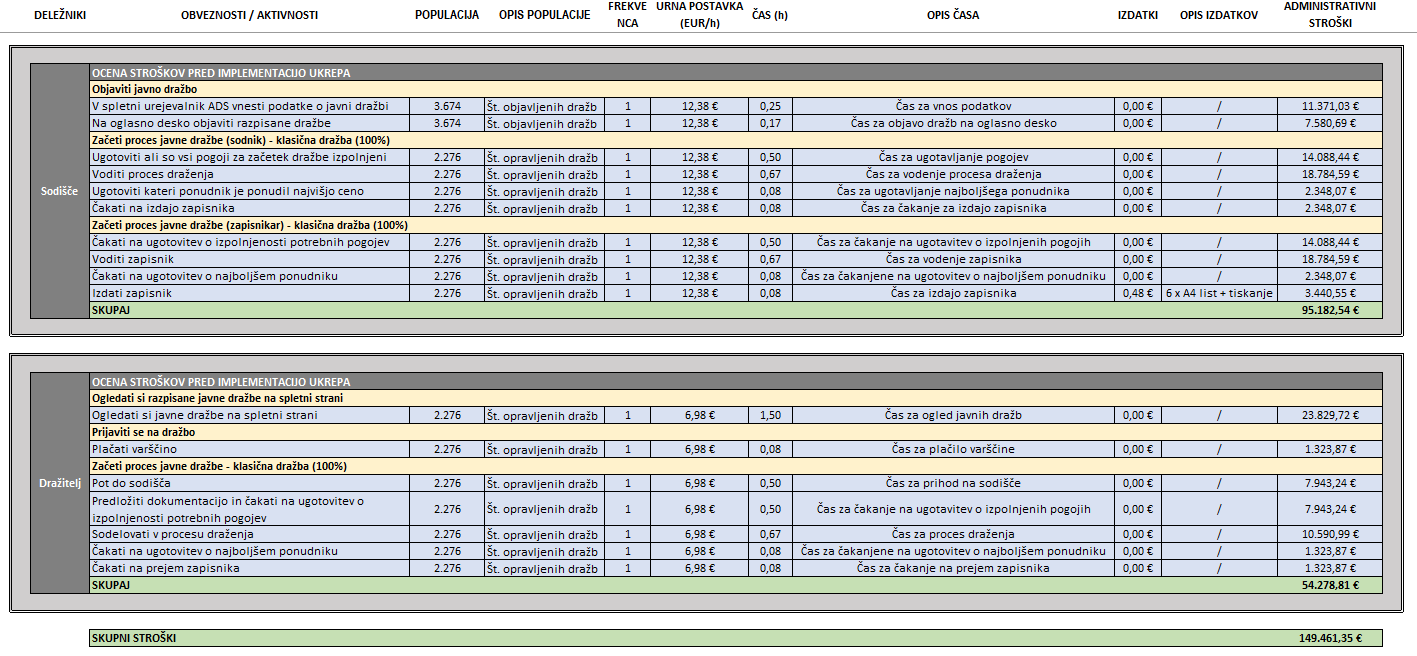 DELEŽNIKI OBVEZNOSTI / AKTIVNOSTI POPULACIJA OPIS POPULACIJE FREKVENCA URNA POSTAVKA (EUR/h) ČAS (h) OPIS ČASA IZDATKI OPIS IZDATKOV ADMINISTRATIVNI STROŠKI
OCENA STROŠKOV PRED IMPLEMENTACIJO UKREPA
Objaviti javno dražbo
V spletni urejevalnik ADS vnesti podatke o javni dražbi 3.674 Št. objavljenih dražb 1 12,38 € 0,25 Čas za vnos podatkov 0,00 € / 11.371,03 €
Na oglasno desko objaviti razpisane dražbe 3.674 Št. objavljenih dražb 1 12,38 € 0,17 Čas za objavo dražb na oglasno desko 0,00 € / 7.580,69 €
Začeti proces javne dražbe (sodnik) - klasična dražba (100%)
Ugotoviti ali so vsi pogoji za začetek dražbe izpolnjeni 2.276 Št. opravljenih dražb 1 12,38 € 0,50 Čas za ugotavljanje pogojev 0,00 € / 14.088,44 €
Voditi proces draženja 2.276 Št. opravljenih dražb 1 12,38 € 0,67 Čas za vodenje procesa draženja 0,00 € / 18.784,59 €
Sodišče
Ugotoviti kateri ponudnik je ponudil najvišjo ceno 2.276 Št. opravljenih dražb 1 12,38 € 0,08 Čas za ugotavljanja najboljšega ponudnika 0,00 € / 2.348,07 €
Čakati na izdajo zapisnika 2.276 Št. opravljenih dražb 1 12,38 € 0,08 Čas za čakanje za izdajo zapisnika 0,00 € / 2.348,07 €
Začeti proces javne dražbe (zapisnikar) - klasična dražba (100%)
Čakati na ugotovitev o izpolnjenosti potrebnih pogojev 2.276 Št. opravljenih dražb 1 12,38 € 0,50 Čas za čakanje na ugotavitev o izpolnjenih pogojih 0,00 € / 14.088,44 €
Voditi zapisnik 2.276 Št. opravljenih dražb 1 12,38 € 0,67 Čas za vodenje zapisnika 0,00 € / 18.784,59 €
Čakati na ugotovitev o najboljšem ponudniku 2.276 Št. opravljenih dražb 1 12,38 € 0,08 Čas za čakanjene na ugotovitev o najboljšem ponudniku 0,00 € / 2.348,07 €
Izdati zapisnik 2.276 Št. opravljenih dražb 1 12,38 € 0,08 Čas za izdajo zapisnika 0,48 € 6 x A4 list + tiskanje 3.440,55 €
SKUPAJ 95.182,54 €
OCENA STROŠKOV PRED IMPLEMENTACIJO UKREPA
Ogledati si razpisane javne dražbe na spletni strani
Ogledati si javne dražbe na spletni strani 2.276 Št. opravljenih dražb 1 6,98 € 1,50 Čas za ogled javnih dražb 0,00 € / 23.829,72 €
Prijaviti se na dražbo
Plačati varščino 2.276 Št. opravljenih dražb 1 6,98 € 0,08 Čas za plačilo varščine 0,00 € / 1.323,87 €
Začeti proces javne dražbe - klasična dražba (100%)
Dražitelj
Pot do sodišča 2.276 Št. opravljenih dražb 1 6,98 € 0,50 Čas za prihod na sodišče 0,00 € / 7.943,24 €
Predložiti dokumentacijo in čakati na ugotovitev o
izpolnjenosti potrebnih pogojev 2.276 Št. opravljenih dražb 1 6,98 € 0,50 Čas za čakanje na ugotavitev o izpolnjenih pogojih 0,00 € / 7.943,24 €
Sodelovati v procesu draženja 2.276 Št. opravljenih dražb 1 6,98 € 0,67 Čas za proces draženja 0,00 € / 10.590,99 €
Čakati na ugotovitev o najboljšem ponudniku 2.276 Št. opravljenih dražb 1 6,98 € 0,08 Čas za čakanjene na ugotovitev o najboljšem ponudniku 0,00 € / 1.323,87 €
Čakati na prejem zapisnika 2.276 Št. opravljenih dražb 1 6,98 € 0,08 Čas za čakanje na prejem zapisnika 0,00 € / 1.323,87 €
SKUPAJ 54.278,81 €
SKUPNI STROŠKI 149.461,35 €